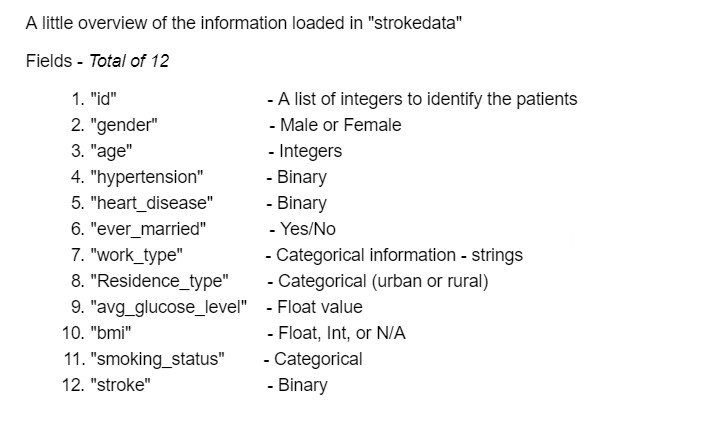 A little overview of the information loaded in "strokedata"
Fields - Total of 12
1. "id" - A list of integers to identify the patients
2. "gender" - Male or Female
3. "age" - Integers
4. "hypertension" - Binary
5. "heart_disease" - Binary
6. "ever_married" - Yes/No
7. "work_type" - Categorical information - strings
8. "Residence_type" - Categorical (urban or rural)
9. "avg_glucose_level" - Float value
10. "bmi" - Float, Int, or N/A
11. "smoking_status" - Categorical
12. "stroke" - Binary